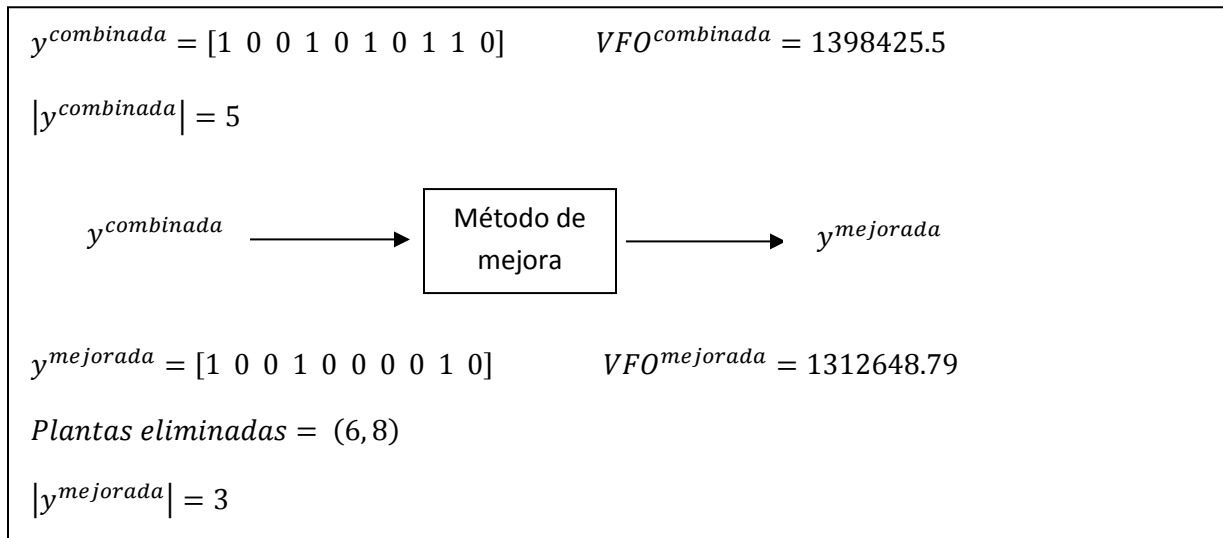 y^combinada = [1 0 0 1 0 1 0 1 1 0] VFO^combinada = 1398425.5
|y^combinada| = 5
y^combinada
Método de
mejora
y^mejorada
y^mejorada = [1 0 0 1 0 0 0 0 1 0] VFO^mejorada = 1312648.79
Plantas eliminadas = (6,8)
|y^mejorada| = 3